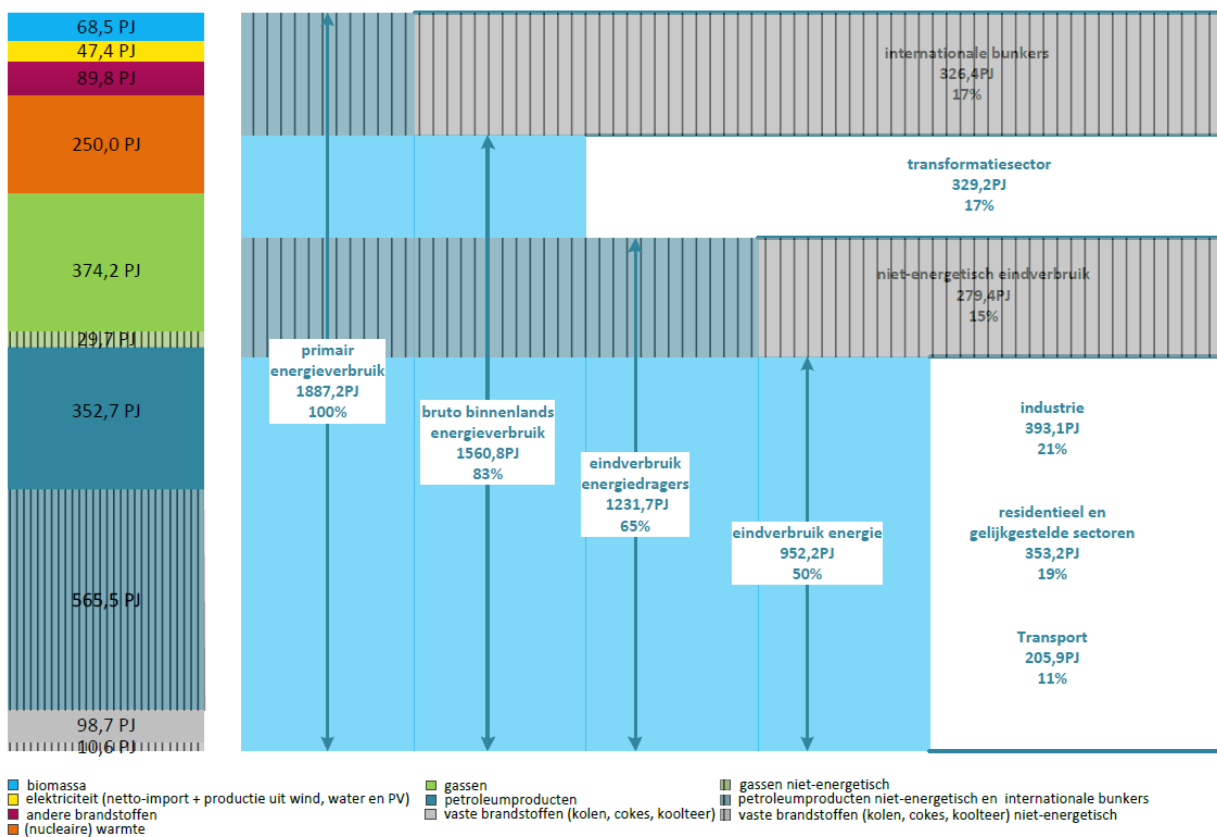 68,5 PJ
47,4 PJ
89,8 PJ
250,0 PJ
374,2 PJ
29,7 PJ
352,7 PJ
565,5 PJ
98,7 PJ
10,6 PJ
internationale bunkers
326,4PJ
17%
transformatiesector
329,2PJ
17%
niet-energetisch eindverbruik
279,4PJ
15%
primair
energieverbruik
1887,2PJ
100%
bruto binnenlands
energieverbruik
1560,8PJ
83%
eindverbruik
energiedragers
1231,7PJ
65%
eindverbruik energie
952,2PJ
50%
industrie
393,1PJ
21%
residentieel en
gelijkgestelde sectoren
353,2PJ
19%
Transport
205,9PJ
11%
biomassa
elektriciteit (netto-import + productie uit wind, water en PV)
andere brandstoffen
(nucleaire) warmte
gassen
petroleumproducten
vaste brandstoffen (kolen, cokes, koolteer)
gassen niet-energetisch
petroleumproducten niet-energetisch en internationale bunkers
vaste brandstoffen (kolen, cokes, koolteer) niet-energetisch